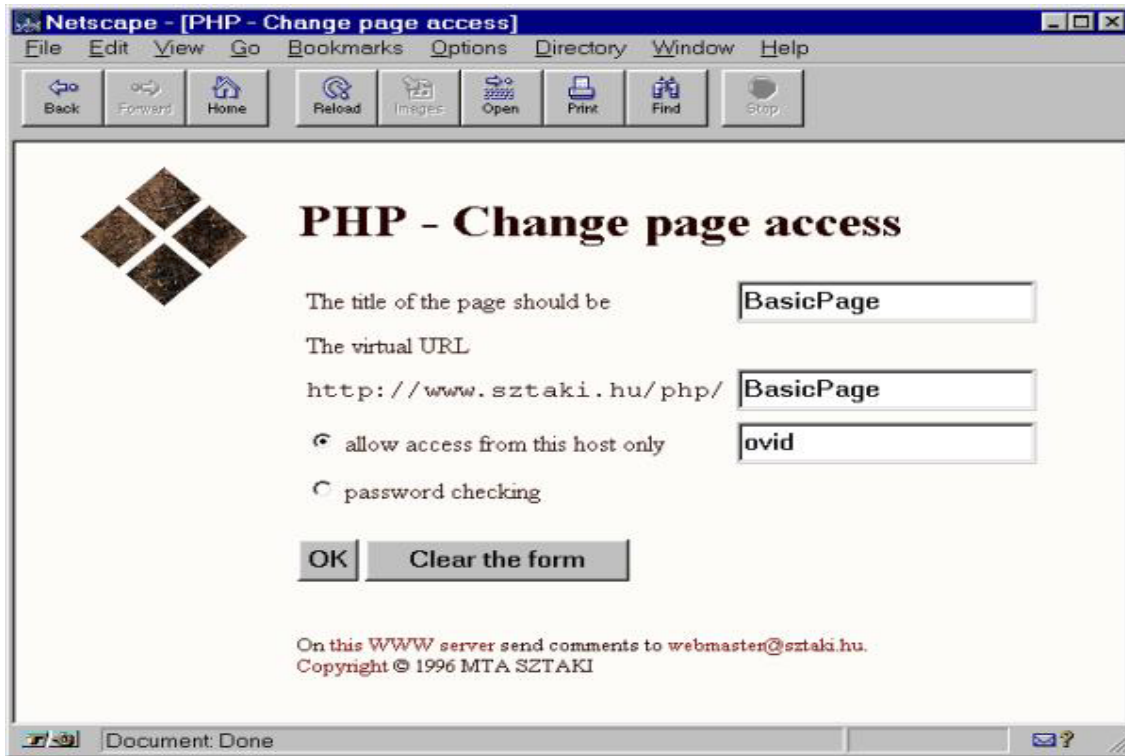 Netscape - [PHP - Change page access]
File Edit View Go Bookmarks Options Directory Window Help
Back Forward Home Reload Images Open Print Find Stop
PHP - Change page access
The title of the page should be BasicPage
The virtual URL
http://www.sztaki.hu/php/ BasicPage
allow access from this host only ovid
password checking
OK Clear the form
On this WWW server send comments to webmaster@sztaki.hu.
Copyright © 1996 MTA SZTAKI
Document: Done